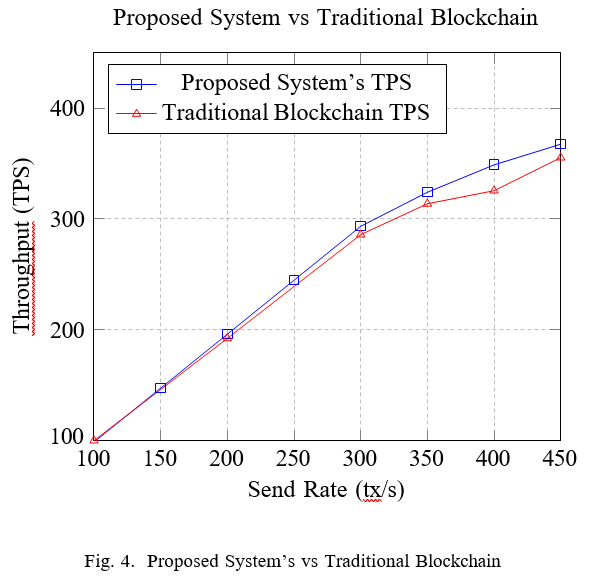 Proposed System vs Traditional Blockchain
Proposed System's TPS
Traditional Blockchain TPS
400
300
200
100
Throughput (TPS)
100 150 200 250 300 350 400 450
Send Rate (tx/s)
Fig. 4. Proposed System's vs Traditional Blockchain